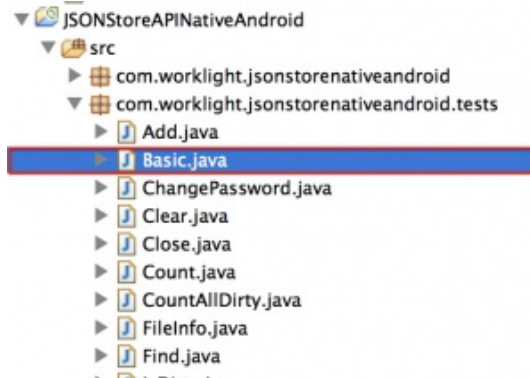 JSONStoreAPINativeAndroid
src
com.worklight.jsonstorenativeandroid
com.worklight.jsonstorenativeandroid.tests
Add.java
Basic.java
ChangePassword.java
Clear.java
Close.java
Count.java
CountAllDirty.java
FileInfo.java
Find.java